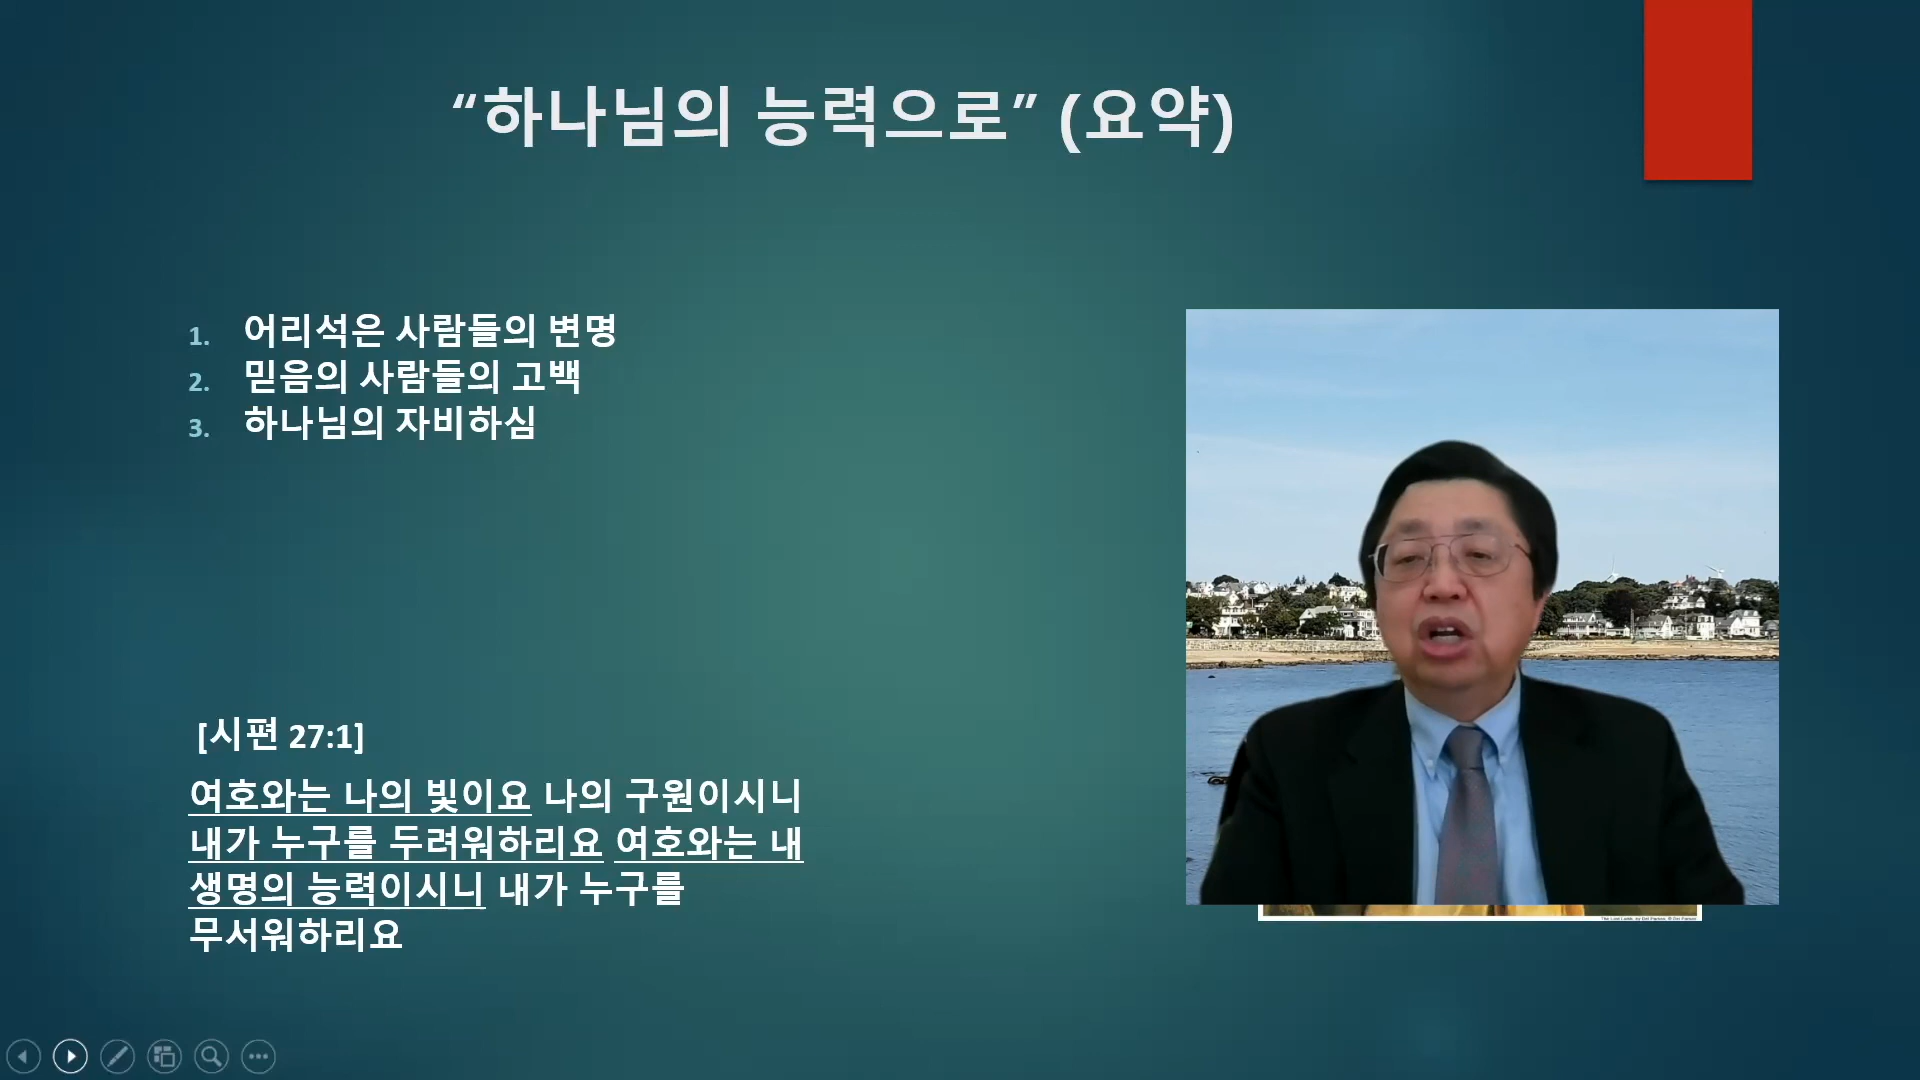 “하나님의 능력으로” (요약)
1. 어리석은 사람들의 변명
2. 믿음의 사람들의 고백
3. 하나님의 자비하심
[시편 27:1]
여호와는 나의 빛이요 나의 구원이시니
내가 누구를 두려워하리요 여호와는 내
생명의 능력이시니 내가 누구를
무서워하리요